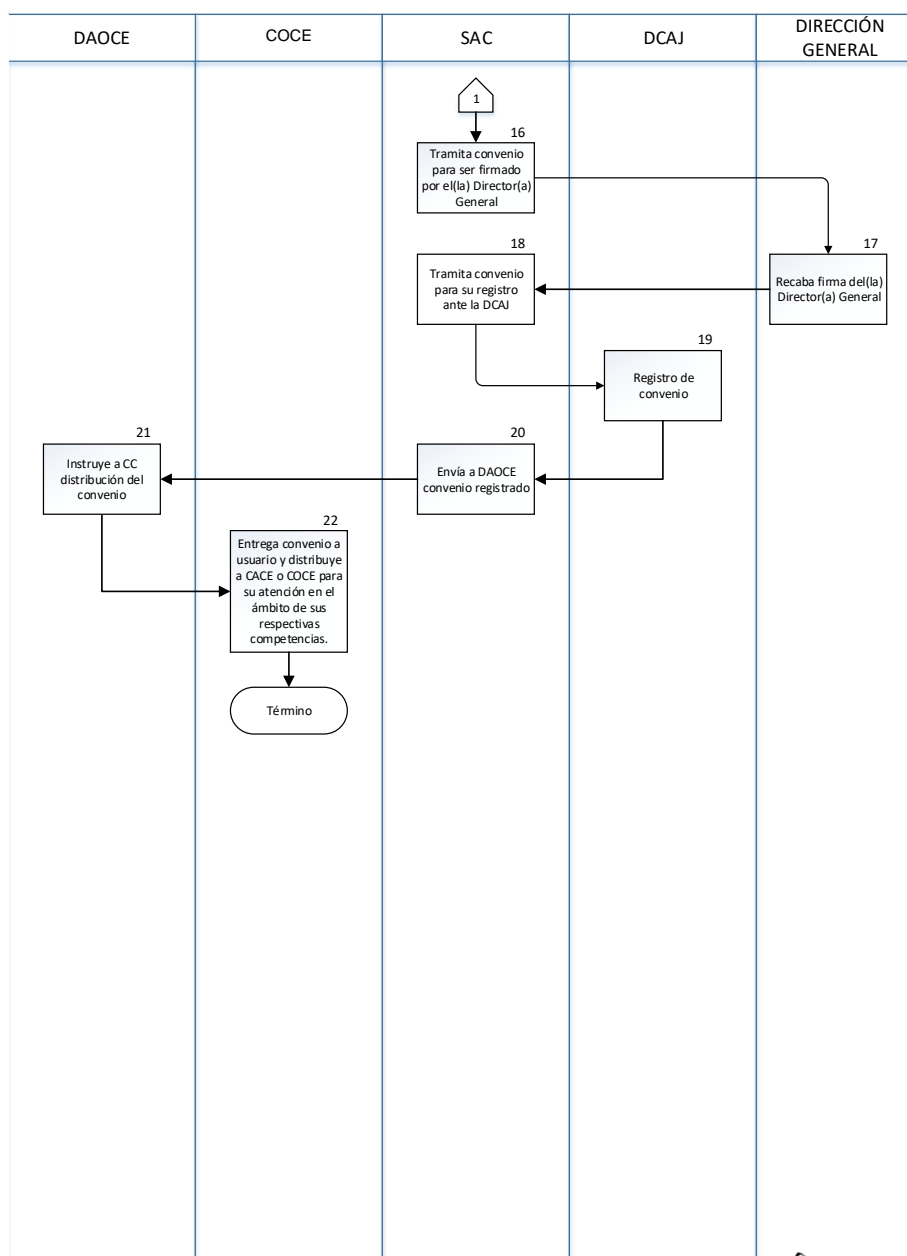 DAOCE
COCE
SAC
DCAJ
DIRECCIÓN
GENERAL
1
16
Tramita convenio
para ser firmado
por el(la) Director(a)
General
17
Recaba firma del(la)
Director(a) General
18
Tramita convenio
para su registro
ante la DCAJ
19
Registro de
convenio
20
Envía a DAOCE
convenio registrado
21
Instruye a CC
distribución del
convenio
22
Entrega convenio a
usuario y distribuye
a CACE o COCE para
su atención en el
ámbito de sus
respectivas
competencias.
Término